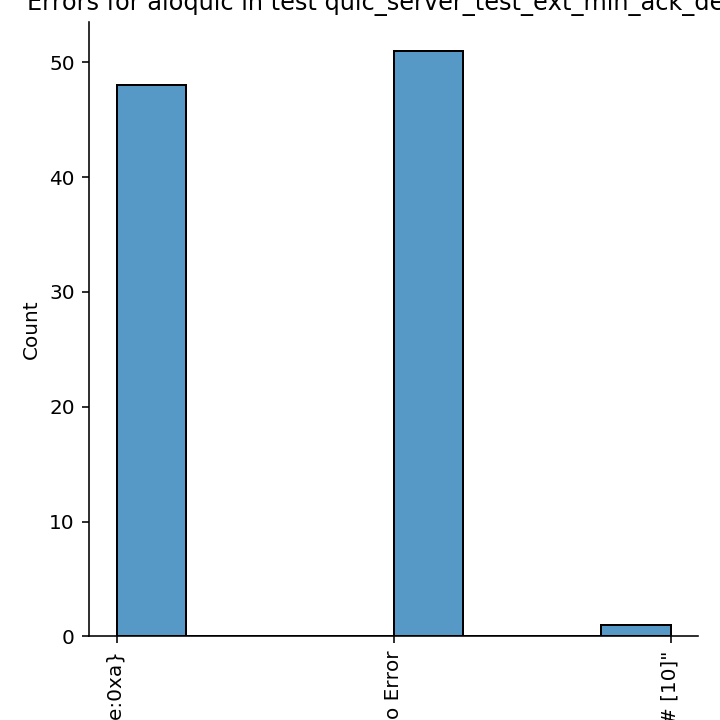 Errors for aioquic in test quic_server_test_ext_min_ack_de
50
40
30
20
10
0
Count
e:0xa}
o Error
# [10]"